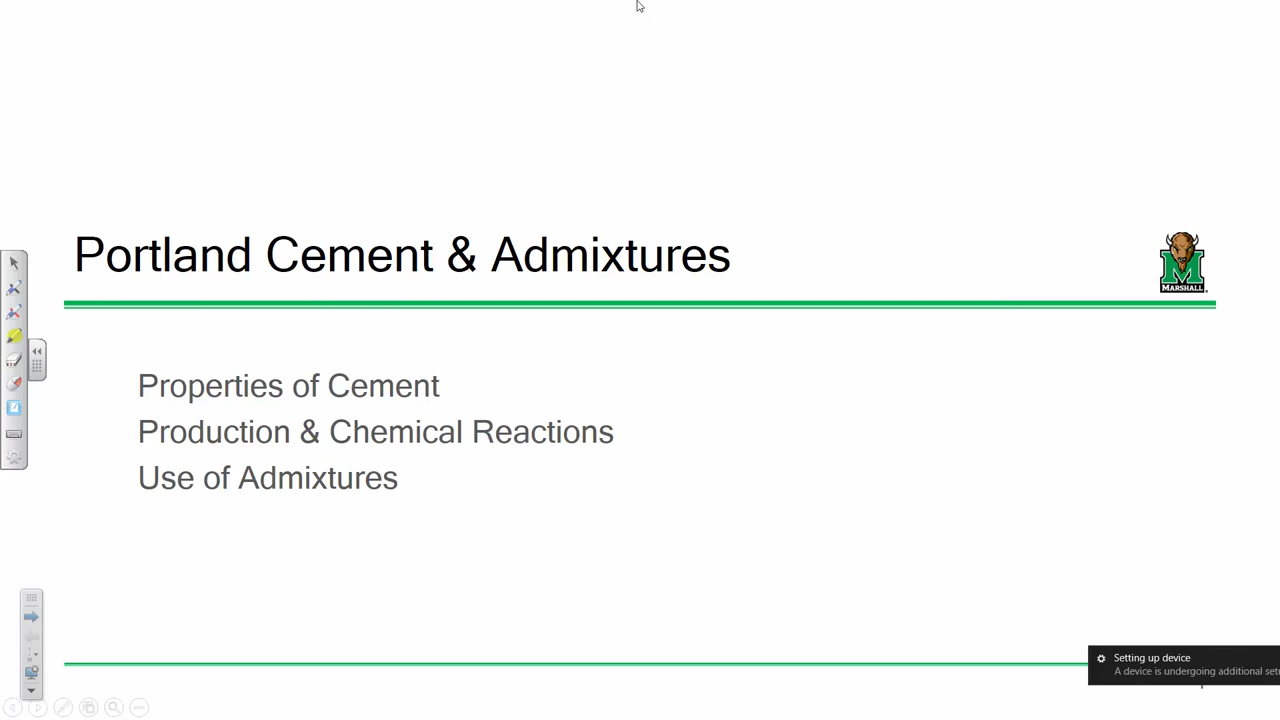 Portland Cement & Admixtures
MARSHALL
Properties of Cement
Production & Chemical Reactions
Use of Admixtures
Setting up device
A device is undergoing additional set